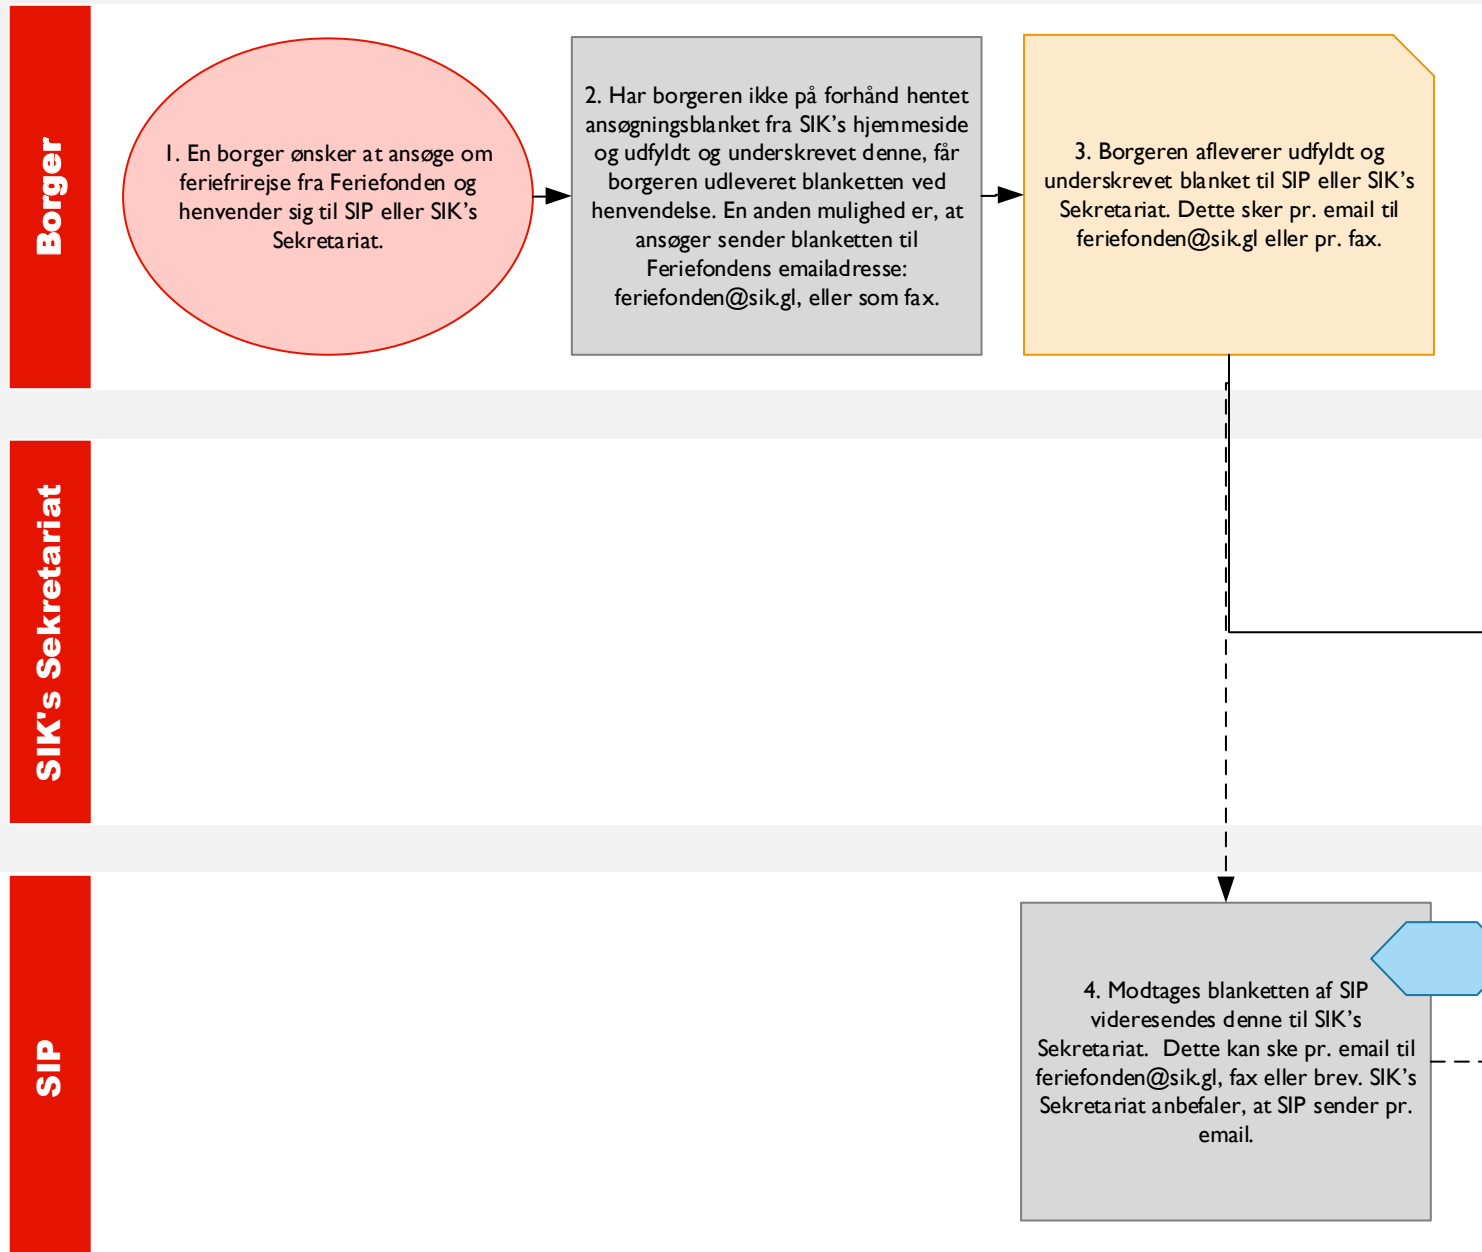 Borger
1. En borger ønsker at ansøge om
feriefrirejse fra Feriefonden og
henvender sig til SIP eller SIK’s
Sekretariat.
2. Har borgeren ikke på forhånd hentet
ansøgningsblanket fra SIK’s hjemmeside
og udfyldt og underskrevet denne, får
borgeren udleveret blanketten ved
henvendelse. En anden mulighed er, at
ansøger sender blanketten til
Feriefondens emailadresse:
feriefonden@sik.gl, eller som fax.
3. Borgeren afleverer udfyldt og
underskrevet blanket til SIP eller SIK’s
Sekretariat. Dette sker pr. email til
feriefonden@sik.gl eller pr. fax.
SIK's Sekretariat
SIP
4. Modtages blanketten af SIP
videresendes denne til SIK’s
Sekretariat. Dette kan ske pr. email til
feriefonden@sik.gl, fax eller brev. SIK’s
Sekretariat anbefaler, at SIP sender pr.
email.